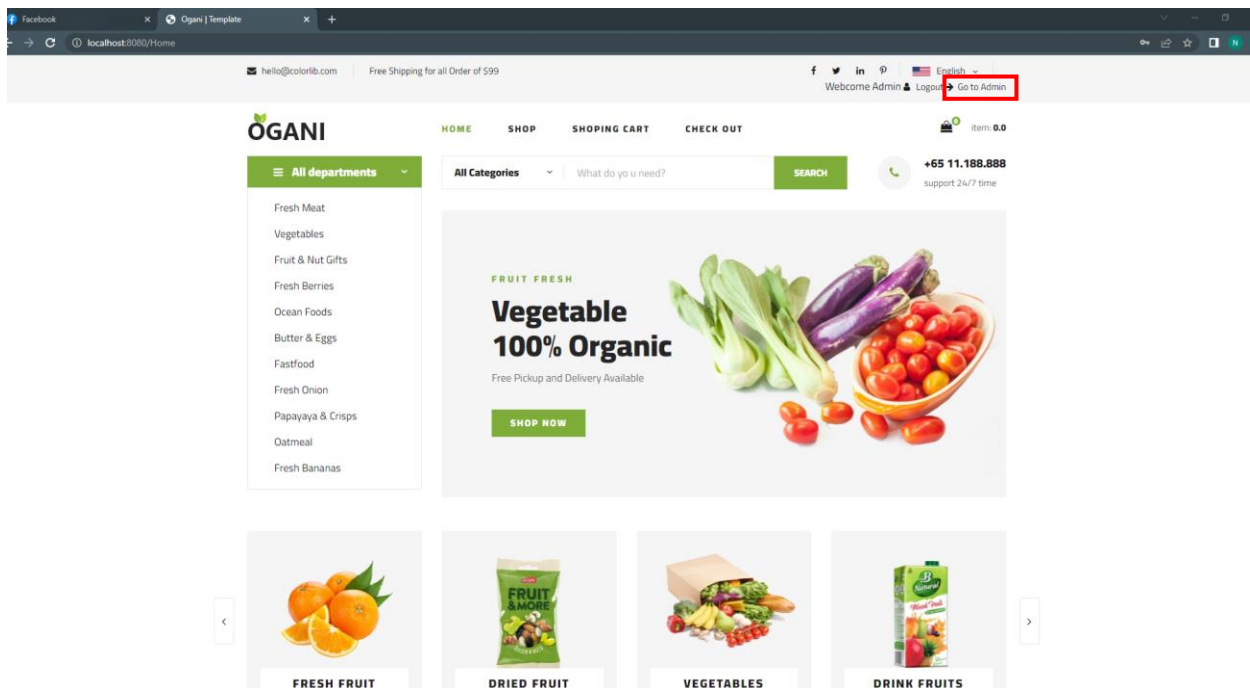 Facebook
Ogani | Template
localhost:8080/Home
N
hello@colorlib.com
Free Shipping for all Order of $99
English
Webcome Admin Logout Go to Admin
OGANI
HOME SHOP SHOPING CART CHECK OUT
0
item: 0.0
All departments
All Categories
What do yo u need?
SEARCH
+65 11.188.888
support 24/7 time
Fresh Meat
Vegetables
Fruit & Nut Gifts
Fresh Berries
Ocean Foods
Butter & Eggs
Fastfood
Fresh Onion
Papayaya & Crisps
Oatmeal
Fresh Bananas
FRUIT FRESH
Vegetable
100% Organic
Free Pickup and Delivery Available
SHOP NOW
FRUIT
& MORE
B
Natural
FRESH FRUIT
DRIED FRUIT
VEGETABLES
DRINK FRUITS